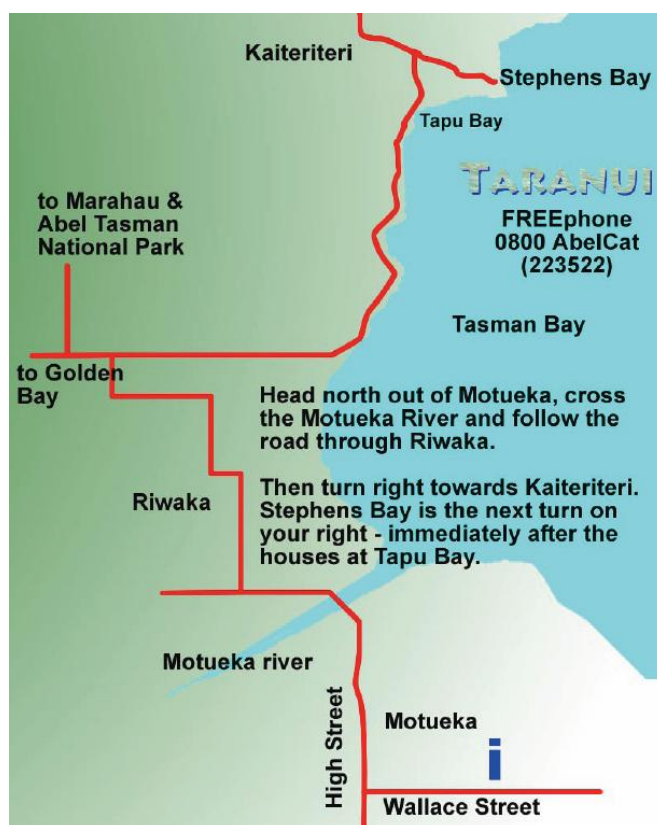 Kaiteriteri
Stephens Bay
Tapu Bay
TARANUI
to Marahau &
Abel Tasman
National Park
FREEphone
0800 AbelCat
(223522)
Tasman Bay
to Golden
Bay
Head north out of Motueka, cross
the Motueka River and follow the
road through Riwaka.
Then turn right towards Kaiteriteri.
Stephens Bay is the next turn on
your right - immediately after the
houses at Tapu Bay.
Riwaka
Motueka river
High Street
Motueka
i
Wallace Street